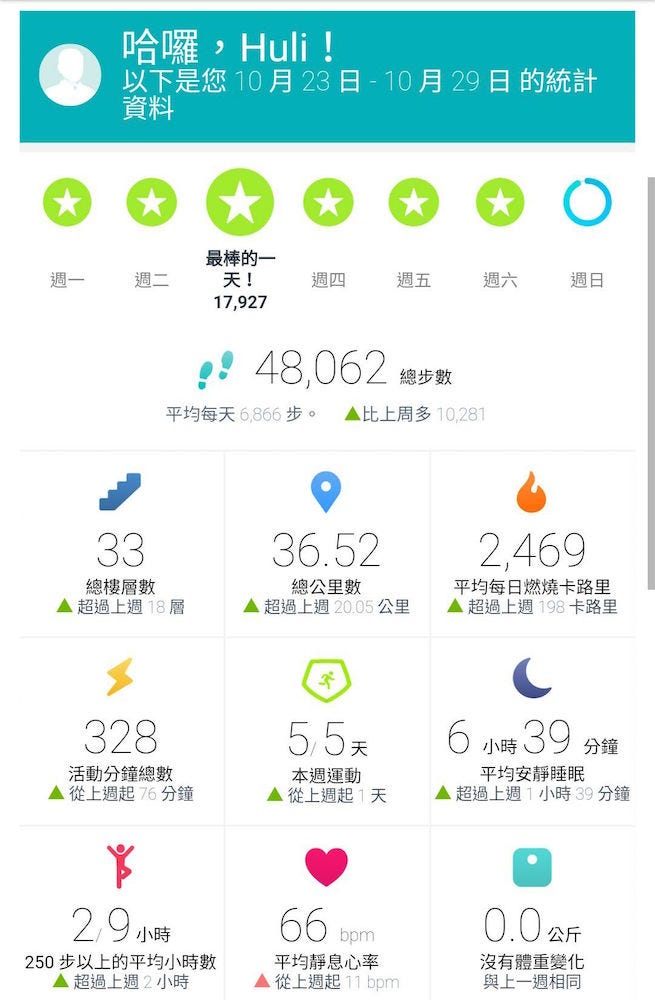 哈囉，Huli！
以下是您 10 月 23 日 - 10 月 29 日 的統計
資料
週一
週二
最棒的一
天！
17,927
週四
週五
週六
週日
48,062 總步數
平均每天 6,866 步。 ▲比上周多 10,281
33
總樓層數
▲ 超過上週 18 層
36.52
總公里數
▲ 超過上週 20.05 公里
2,469
平均每日燃燒卡路里
▲ 超過上週 198 卡路里
328
活動分鐘總數
▲ 從上週起 76 分鐘
5/5 天
本週運動
▲ 從上週起 1 天
6 小時 39 分鐘
平均安靜睡眠
▲ 超過上週 1 小時 39 分鐘
2/9 小時
250 步以上的平均小時數
▲ 超過上週 2 小時
66 bpm
平均靜息心率
▲ 從上週起 11 bpm
0.0 公斤
沒有體重變化
與上一週相同